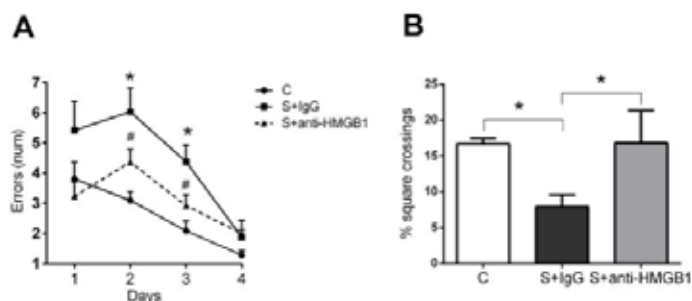 A
Errors (num)
7
6
5
4
3
2
1
*
#
*
#
1 2 3 4
Days
C
S+IgG
S+anti-HMGB1
B
% square crossings
25
20
15
10
5
0
*
*
C S+IgG S+anti-HMGB1